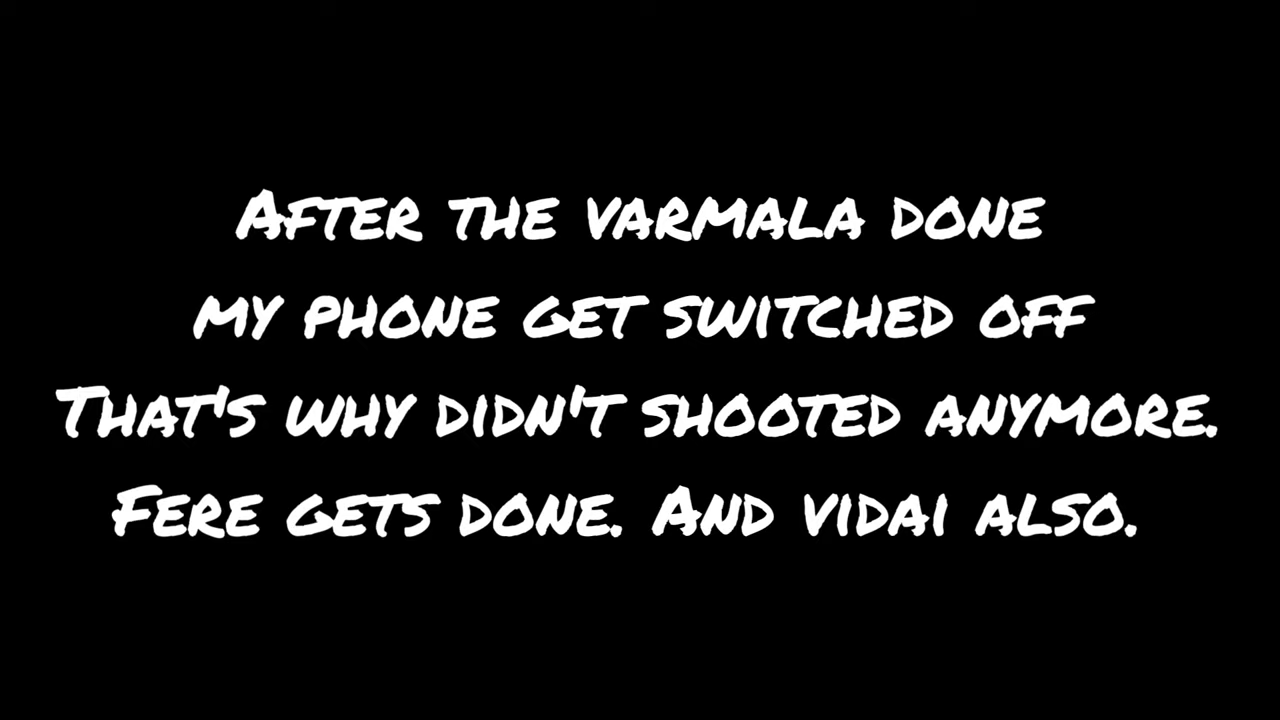 After the varmala done
my phone get switched off
That's why didn't shooted anymore.
Fere gets done. And vidai also.